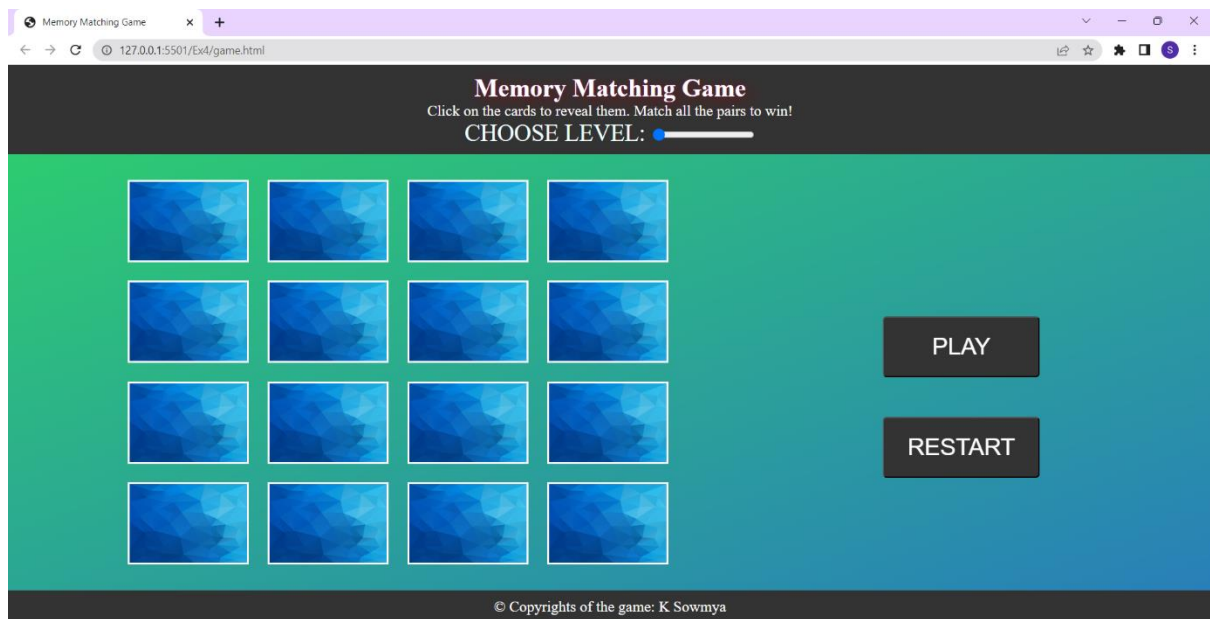 Memory Matching Game
127.0.0.1:5501/Ex4/game.html
S
Memory Matching Game
Click on the cards to reveal them. Match all the pairs to win!
CHOOSE LEVEL:
PLAY
RESTART
© Copyrights of the game: K Sowmya